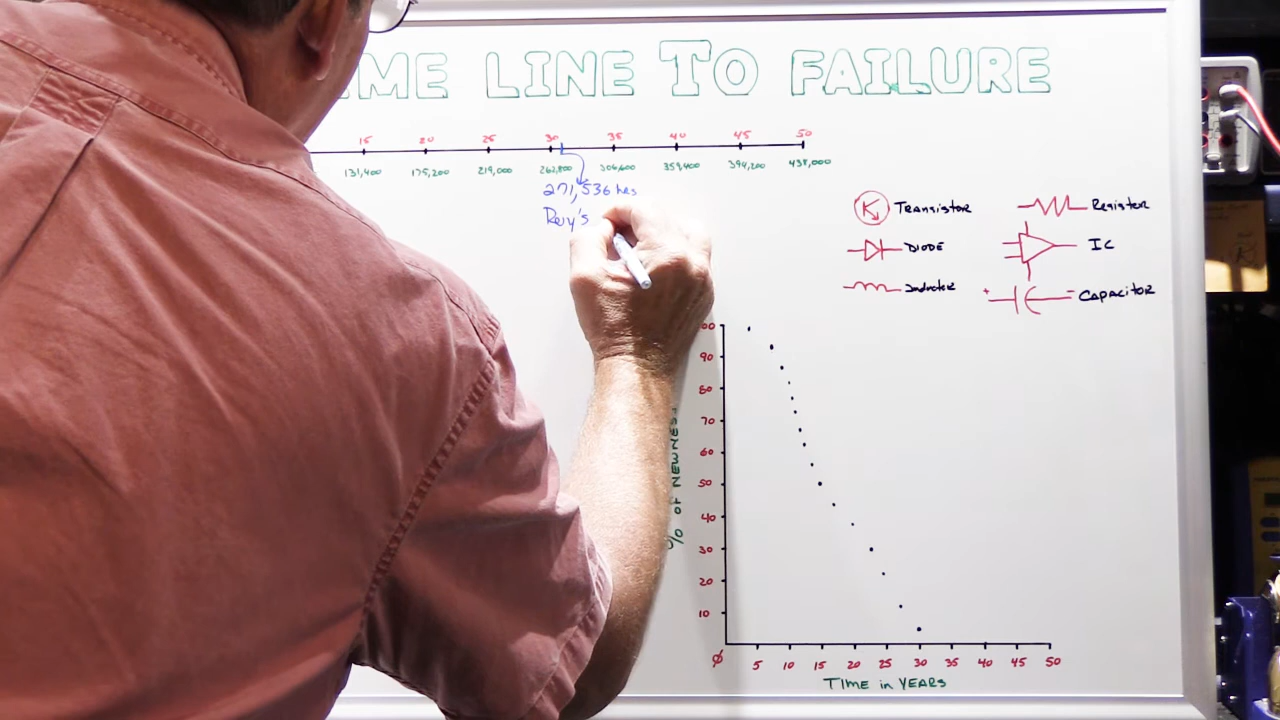 ME LINE TO FAILURE
15 20 25 30 35 40 45 50
131,400 175,200 219,000 262,800 306,600 350,400 394,200 438,000
271,536 hrs
Transistor
Resistor
DIODE
IC
Inductor
+ - CAPACITOR
00
90
80
70
60
50
40
30
20
10
% OF NEWNESS
Ø 5 10 15 20 25 30 35 40 45 50
TIME in YEARS